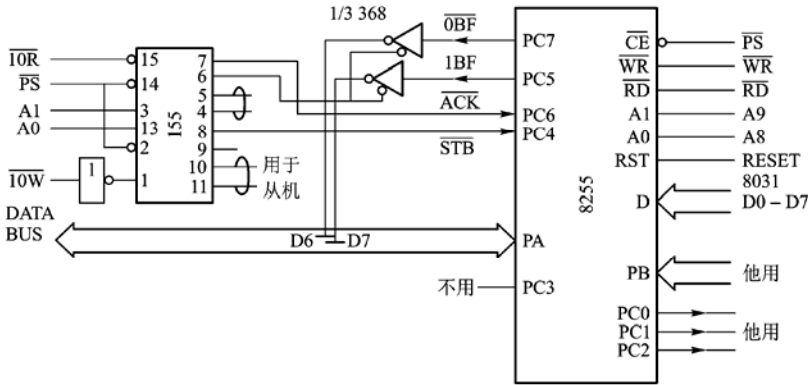 1/3 368
0BF
1BF
ACK
STB
10R
PS
A1
A0
10W
1
15
14
3
13
2
1
155
7
6
5
4
8
9
10
11
用于
从机
DATA
BUS
D6
D7
不用
PC7
PC5
PC6
PC4
PA
PC3
8255
CE
WR
RD
A1
A0
RST
D
PB
PC0
PC1
PC2
PS
WR
RD
A9
A8
RESET
8031
D0-D7
他用
他用